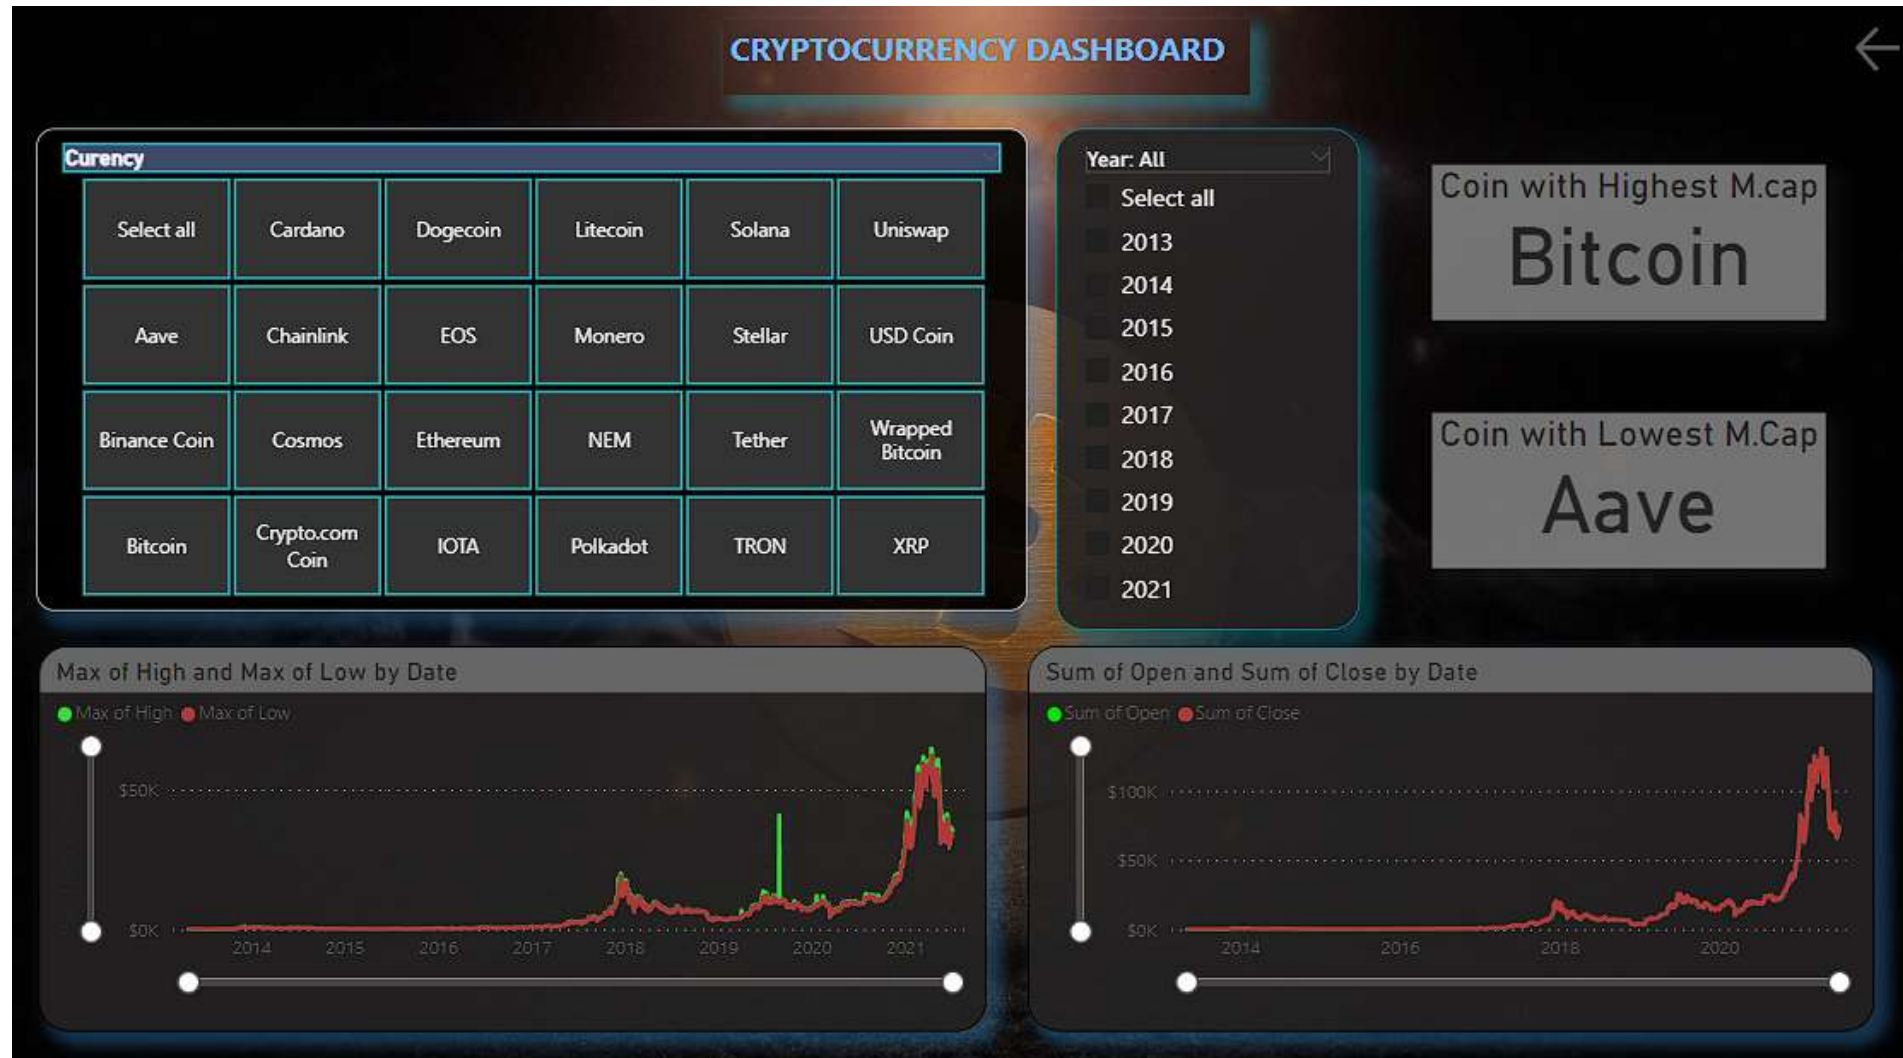 CRYPTOCURRENCY DASHBOARD
Curency
Select all
Cardano
Dogecoin
Litecoin
Solana
Uniswap
Aave
Chainlink
EOS
Monero
Stellar
USD Coin
Binance Coin
Cosmos
Ethereum
NEM
Tether
Wrapped
Bitcoin
Bitcoin
Crypto.com
Coin
IOTA
Polkadot
TRON
XRP
Year: All
Select all
2013
2014
2015
2016
2017
2018
2019
2020
2021
Coin with Highest M.cap
Bitcoin
Coin with Lowest M.Cap
Aave
Max of High and Max of Low by Date
Max of High Max of Low
$50K
$0K
2014 2015 2016 2017 2018 2019 2020 2021
Sum of Open and Sum of Close by Date
Sum of Open Sum of Close
$100K
$50K
$0K
2014 2016 2018 2020